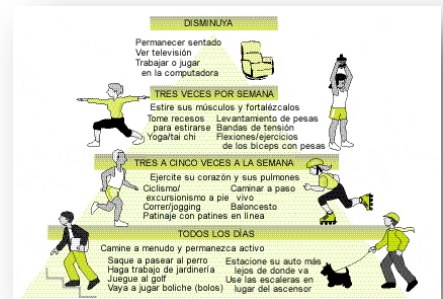 DISMINUYA
Permanecer sentado
Ver televisión
Trabajar o jugar
en la computadora
TRES VECES POR SEMANA
Estire sus músculos y fortalézcalos
Tome recesos
para estirarse
Yoga/tai chi
Levantamiento de pesas
Bandas de tensión
Flexiones/ejercicios
de los bíceps con pesas
TRES A CINCO VECES A LA SEMANA
Ejercite su corazón y sus pulmones
Ciclismo/
excursionismo a pie
Correr/jogging
Patinaje con patines en línea
Caminar a paso
vivo
Baloncesto
TODOS LOS DÍAS
Camine a menudo y permanezca activo
Saque a pasear al perro
Haga trabajo de jardinería
Juegue al golf
Vaya a jugar boliche (bolos)
Estacione su auto más
lejos de donde va
Use las escaleras en
lugar del ascensor